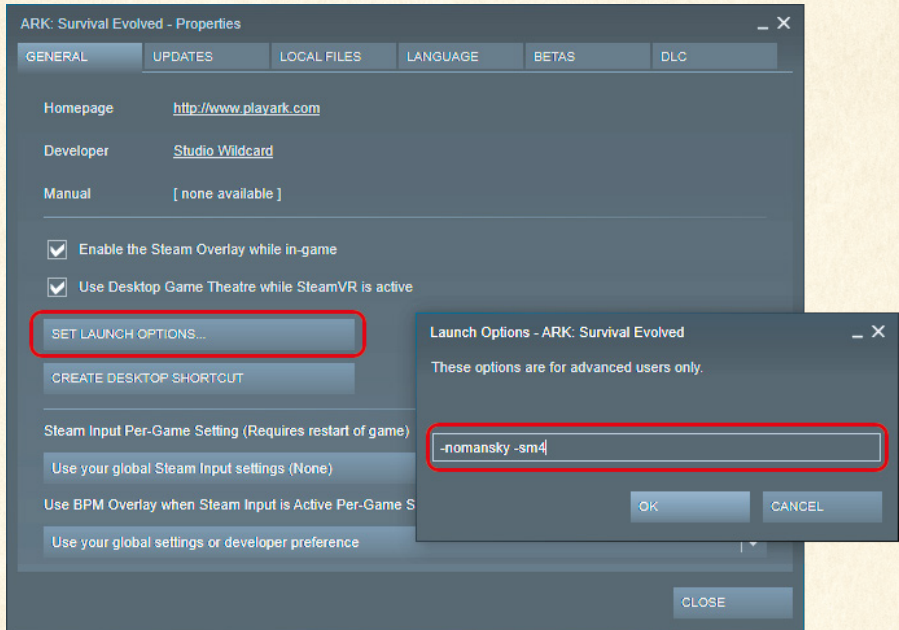 ARK: Survival Evolved - Properties
GENERAL UPDATES LOCAL FILES LANGUAGE BETAS DLC
Homepage http://www.playark.com
Developer Studio Wildcard
Manual [ none available ]
Enable the Steam Overlay while in-game
Use Desktop Game Theatre while SteamVR is active
SET LAUNCH OPTIONS...
CREATE DESKTOP SHORTCUT
Steam Input Per-Game Setting (Requires restart of game)
Use your global Steam Input settings (None)
Use BPM Overlay when Steam Input is Active Per-Game S
Use your global settings or developer preference
CLOSE
Launch Options - ARK: Survival Evolved
These options are for advanced users only.
-nomansky -sm4
OK CANCEL